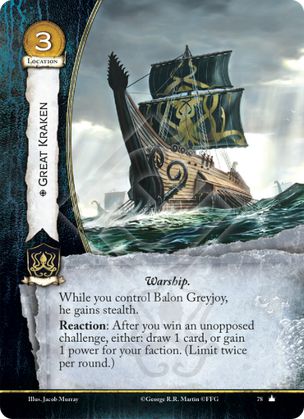 3
LOCATION
GREAT KRAKEN
Warship.
While you control Balon Greyjoy,
he gains stealth.
Reaction: After you win an unopposed
challenge, either: draw 1 card, or gain
1 power for your faction. (Limit twice
per round.)
Illus. Jacob Murray
©George R.R. Martin ©FFG
78